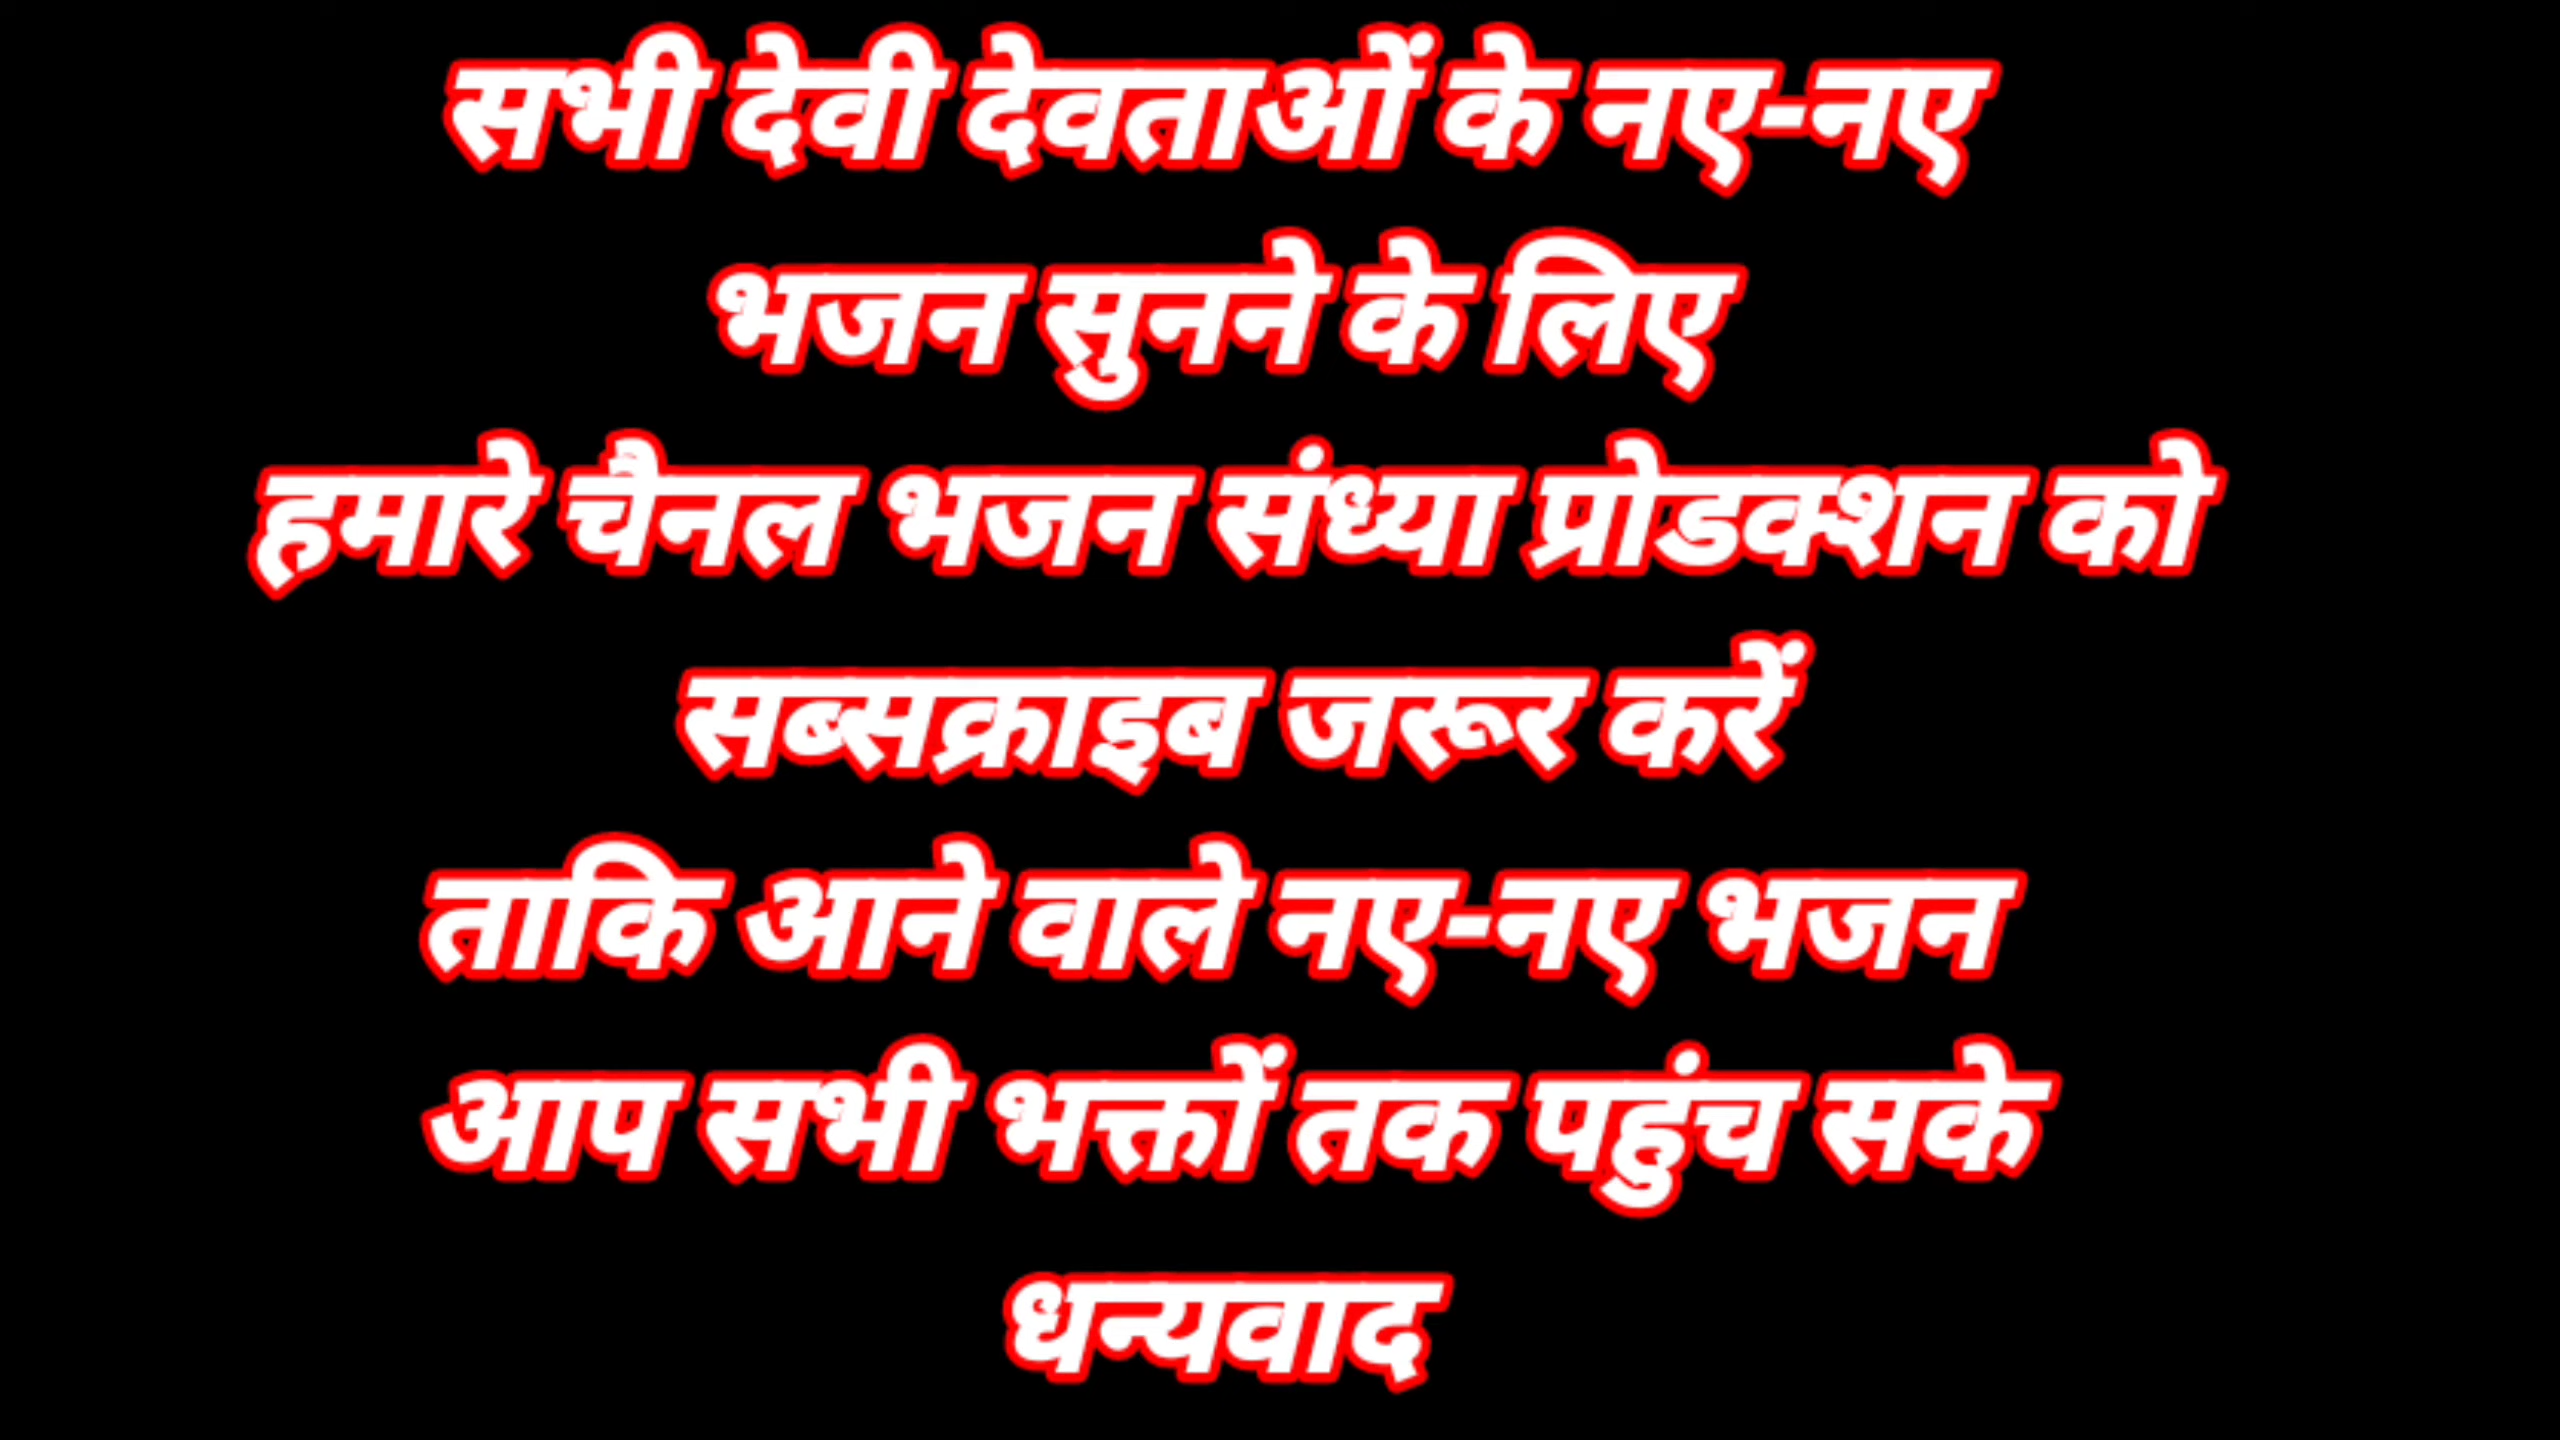 सभी देवी देवताओं के नए-नए
भजन सुनने के लिए
हमारे चैनल भजन संध्या प्रोडक्शन को
सब्सक्राइब जरूर करें
ताकि आने वाले नए-नए भजन
आप सभी भक्तों तक पहुंच सके
धन्यवाद